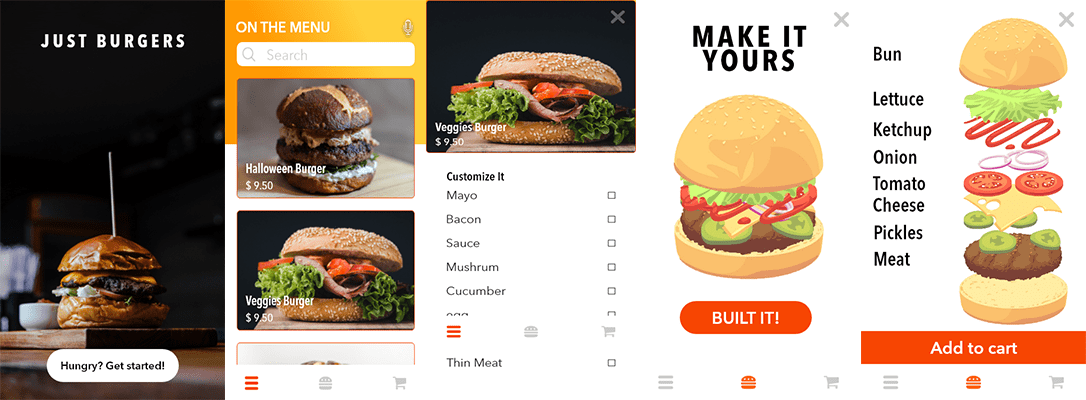 JUST BURGERS
Hungry? Get started!
ON THE MENU
Search
Halloween Burger
$ 9.50
Veggies Burger
$ 9.50
Veggies Burger
$ 9.50
Customize It
Mayo
Bacon
Sauce
Mushrum
Cucumber
Thin Meat
MAKE IT
YOURS
BUILT IT!
Bun
Lettuce
Ketchup
Onion
Tomato
Cheese
Pickles
Meat
Add to cart